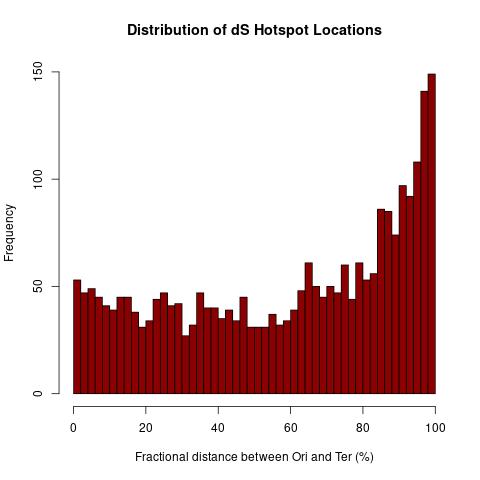 Distribution of dS Hotspot Locations
Frequency
150
100
50
0
0 20 40 60 80 100
Fractional distance between Ori and Ter (%)